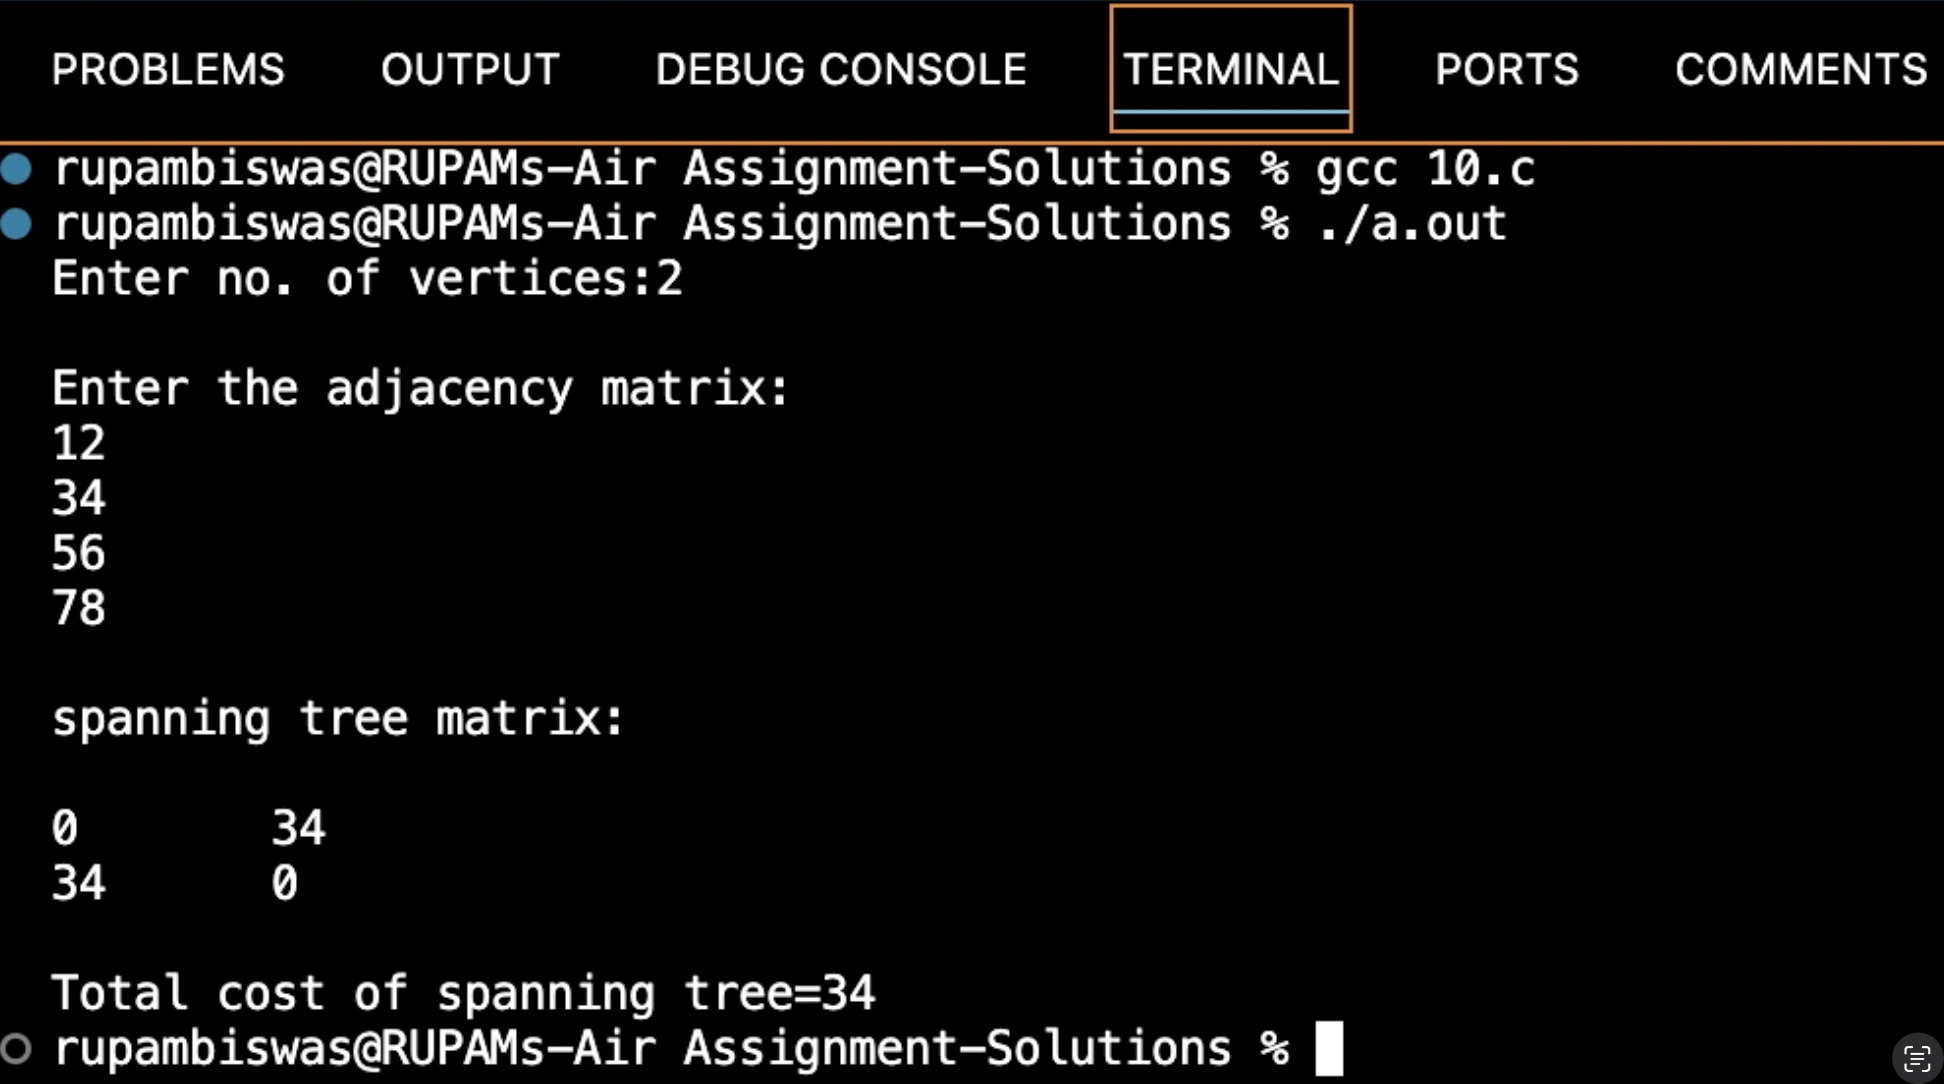 PROBLEMS OUTPUT DEBUG CONSOLE TERMINAL PORTS COMMENTS
rupambiswas@RUPAMs-Air Assignment-Solutions % gcc 10.c
rupambiswas@RUPAMs-Air Assignment-Solutions % ./a.out
Enter no. of vertices:2
Enter the adjacency matrix:
12
34
56
78
spanning tree matrix:
0 34
34 0
Total cost of spanning tree=34
rupambiswas@RUPAMs-Air Assignment-Solutions %